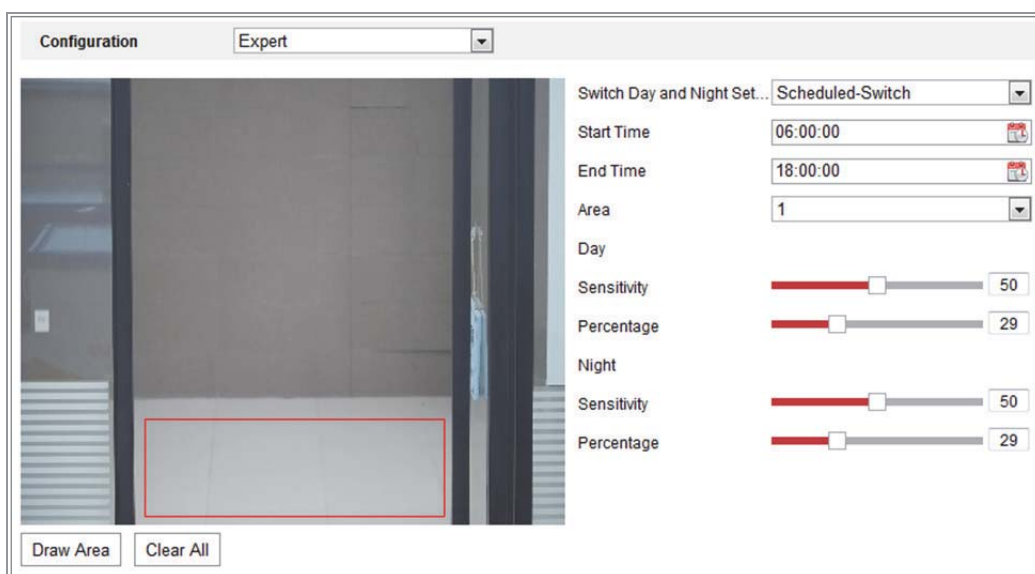 Configuration Expert
Switch Day and Night Set... Scheduled-Switch
Start Time 06:00:00
End Time 18:00:00
Area 1
Day
Sensitivity 50
Percentage 29
Night
Sensitivity 50
Percentage 29
Draw Area Clear All